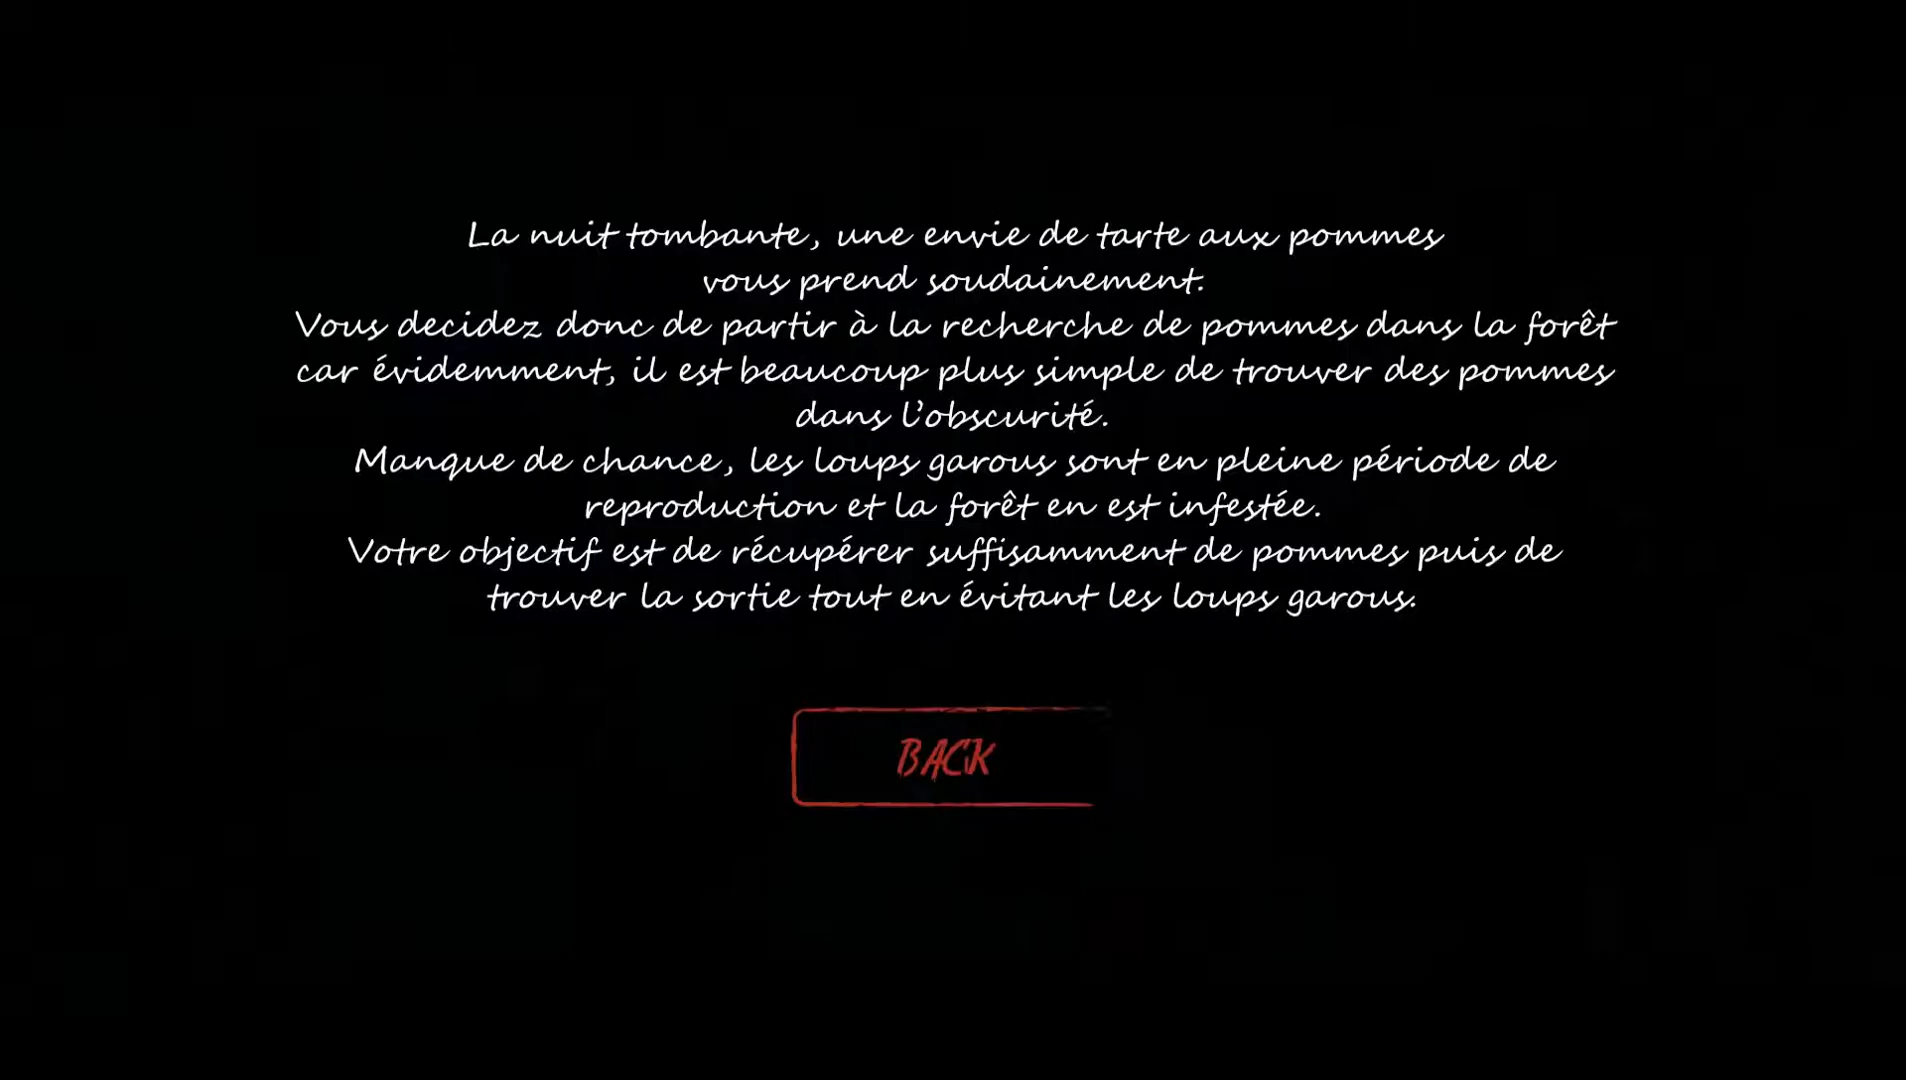 La nuit tombante, une envie de tarte aux pommes
vous prend soudainement.
Vous decidez donc de partir à la recherche de pommes dans la forêt
car évidemment, il est beaucoup plus simple de trouver des pommes
dans l'obscurité.
Manque de chance, les loups garous sont en pleine période de
reproduction et la forêt en est infestée.
Votre objectif est de récupérer suffisamment de pommes puis de
trouver la sortie tout en évitant les loups garous.
BACK